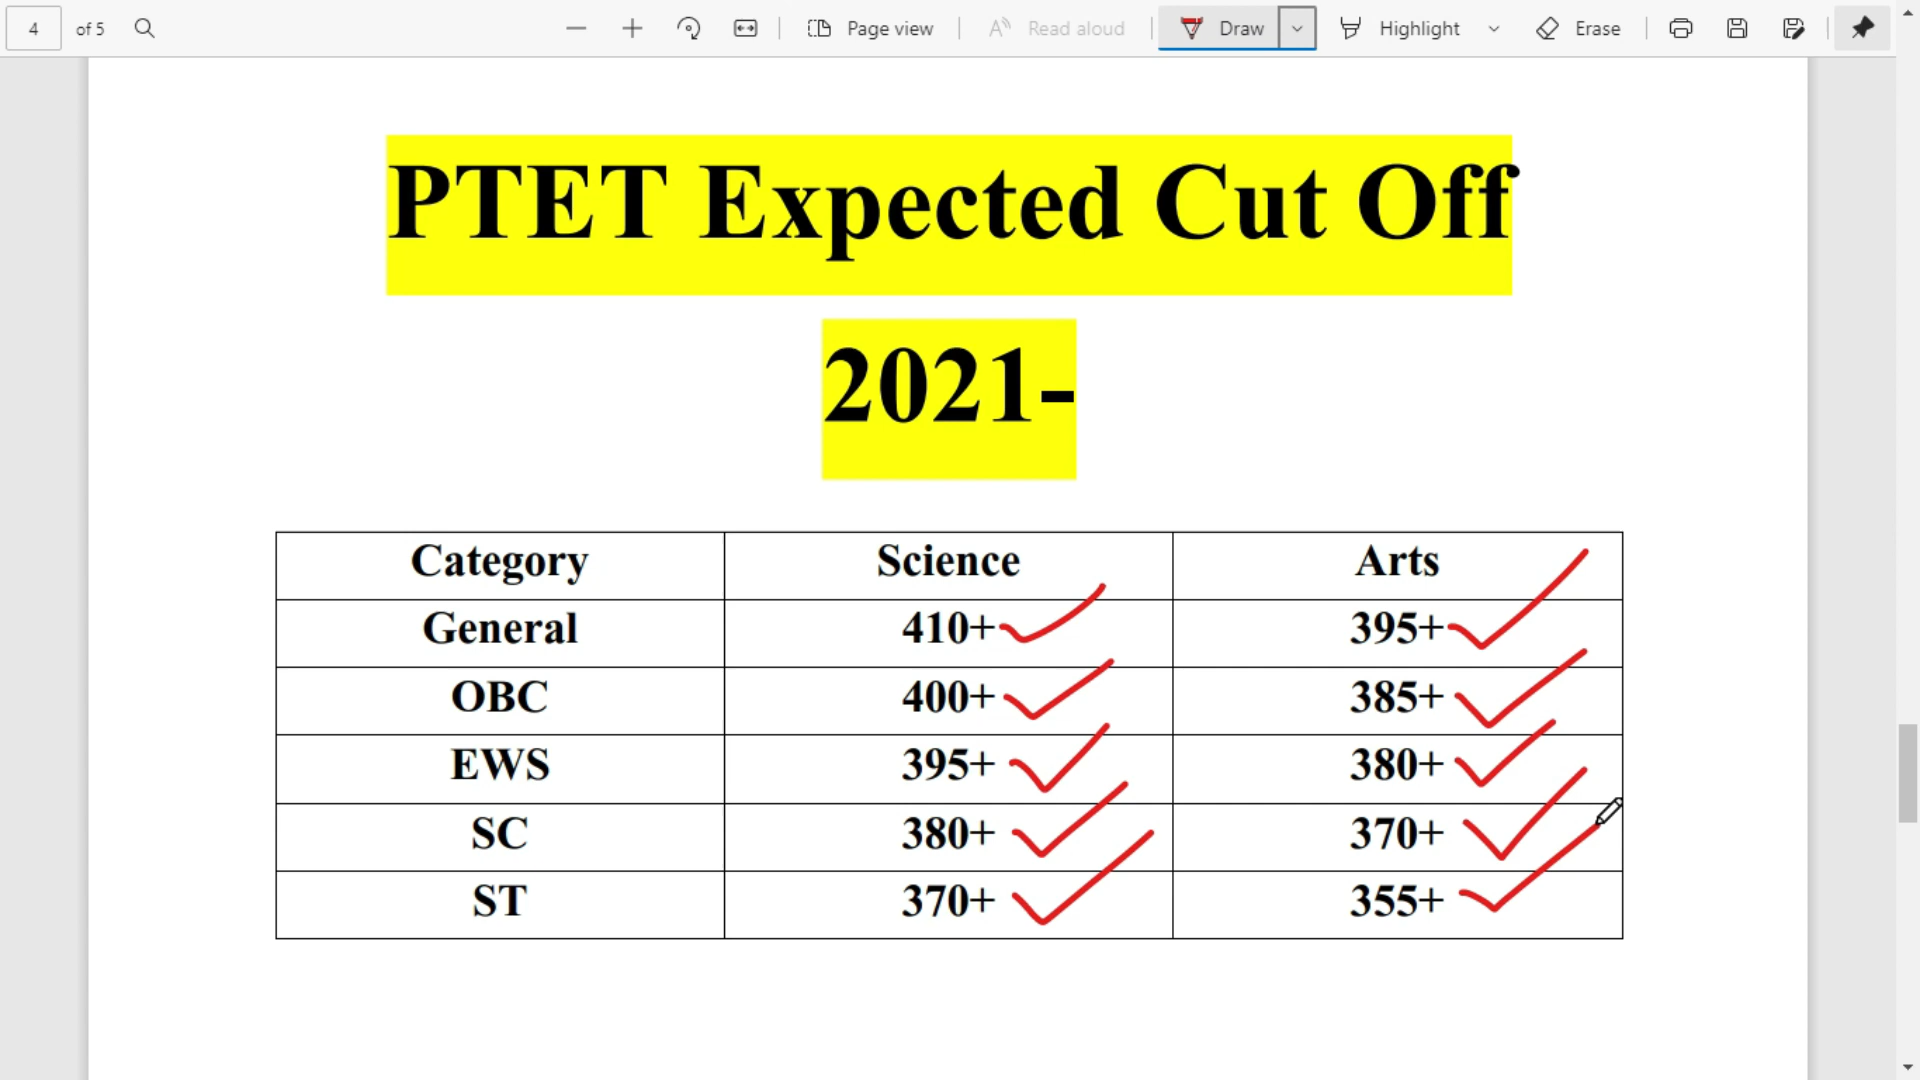 4 of 5 Page view Read aloud Draw Highlight Erase
PTET Expected Cut Off
2021-
Category Science Arts
General 410+ 395+
OBC 400+ 385+
EWS 395+ 380+
SC 380+ 370+
ST 370+ 355+